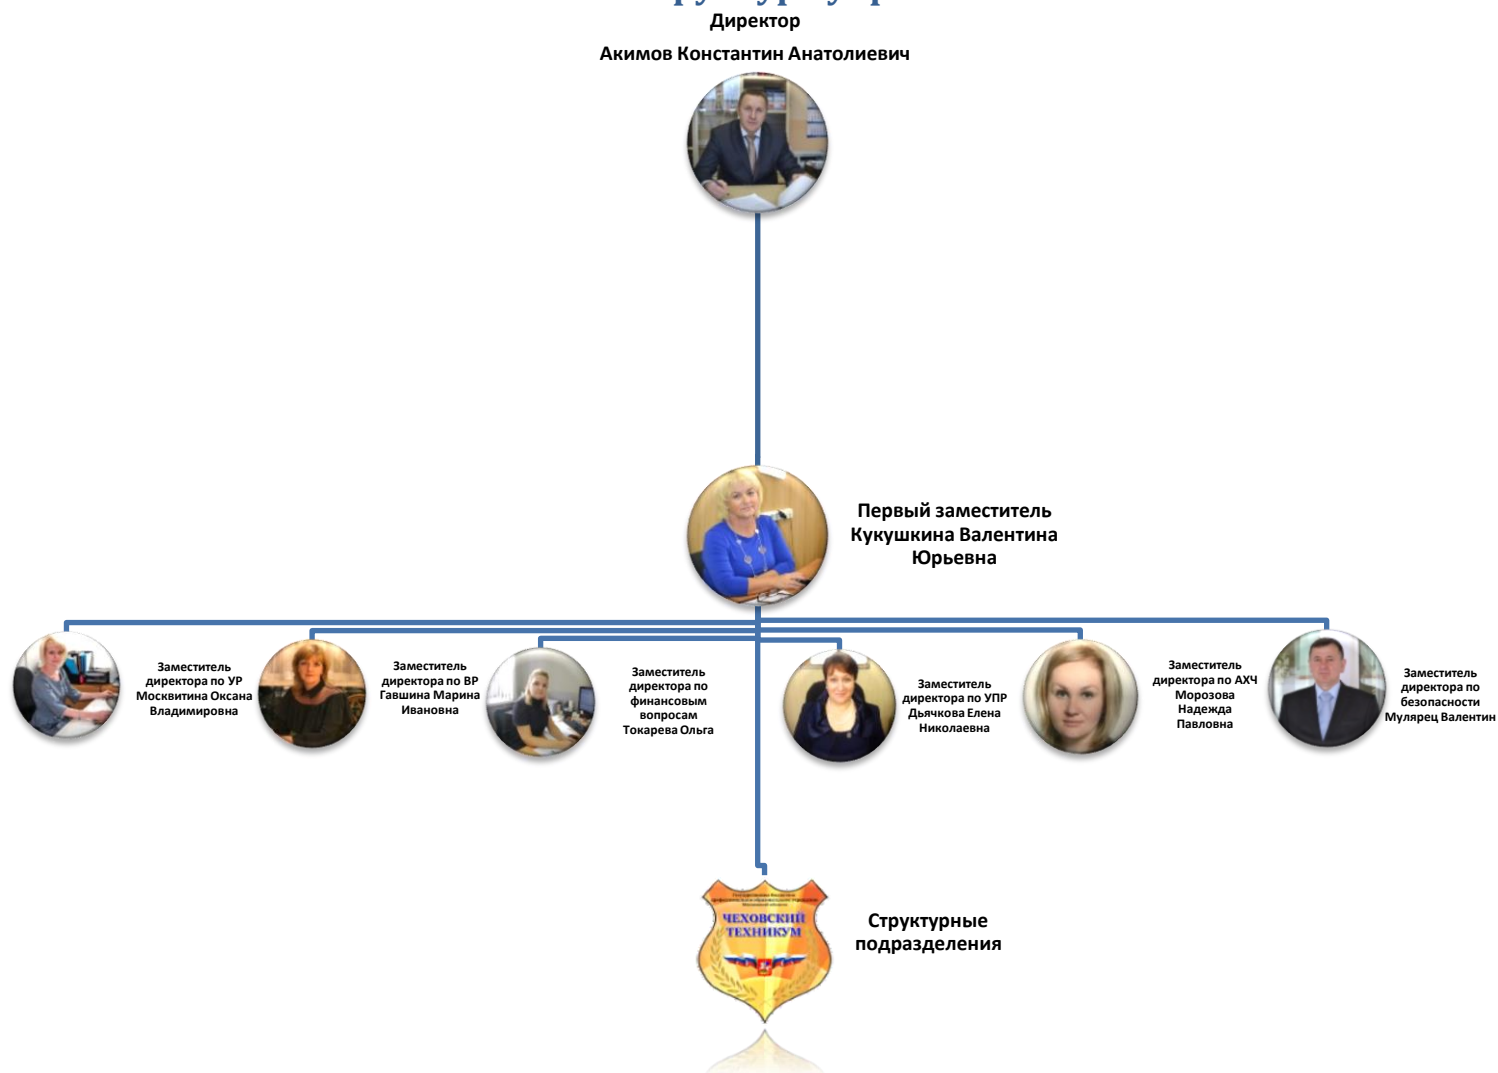 Директор
Акимов Константин Анатолиевич
Первый заместитель
Кукушкина Валентина
Юрьевна
Заместитель
директора по УР
Москвитина Оксана
Владимировна
Заместитель
директора по ВР
Гавшина Марина
Ивановна
Заместитель
директора по
финансовым
вопросам
Токарева Ольга
Заместитель
директора по УПР
Дьячкова Елена
Николаевна
Заместитель
директора по АХЧ
Морозова
Надежда
Павловна
Заместитель
директора по
безопасности
Мулярец Валентин
ЧЕХОВСКИЙ
ТЕХНИКУМ
Структурные
подразделения